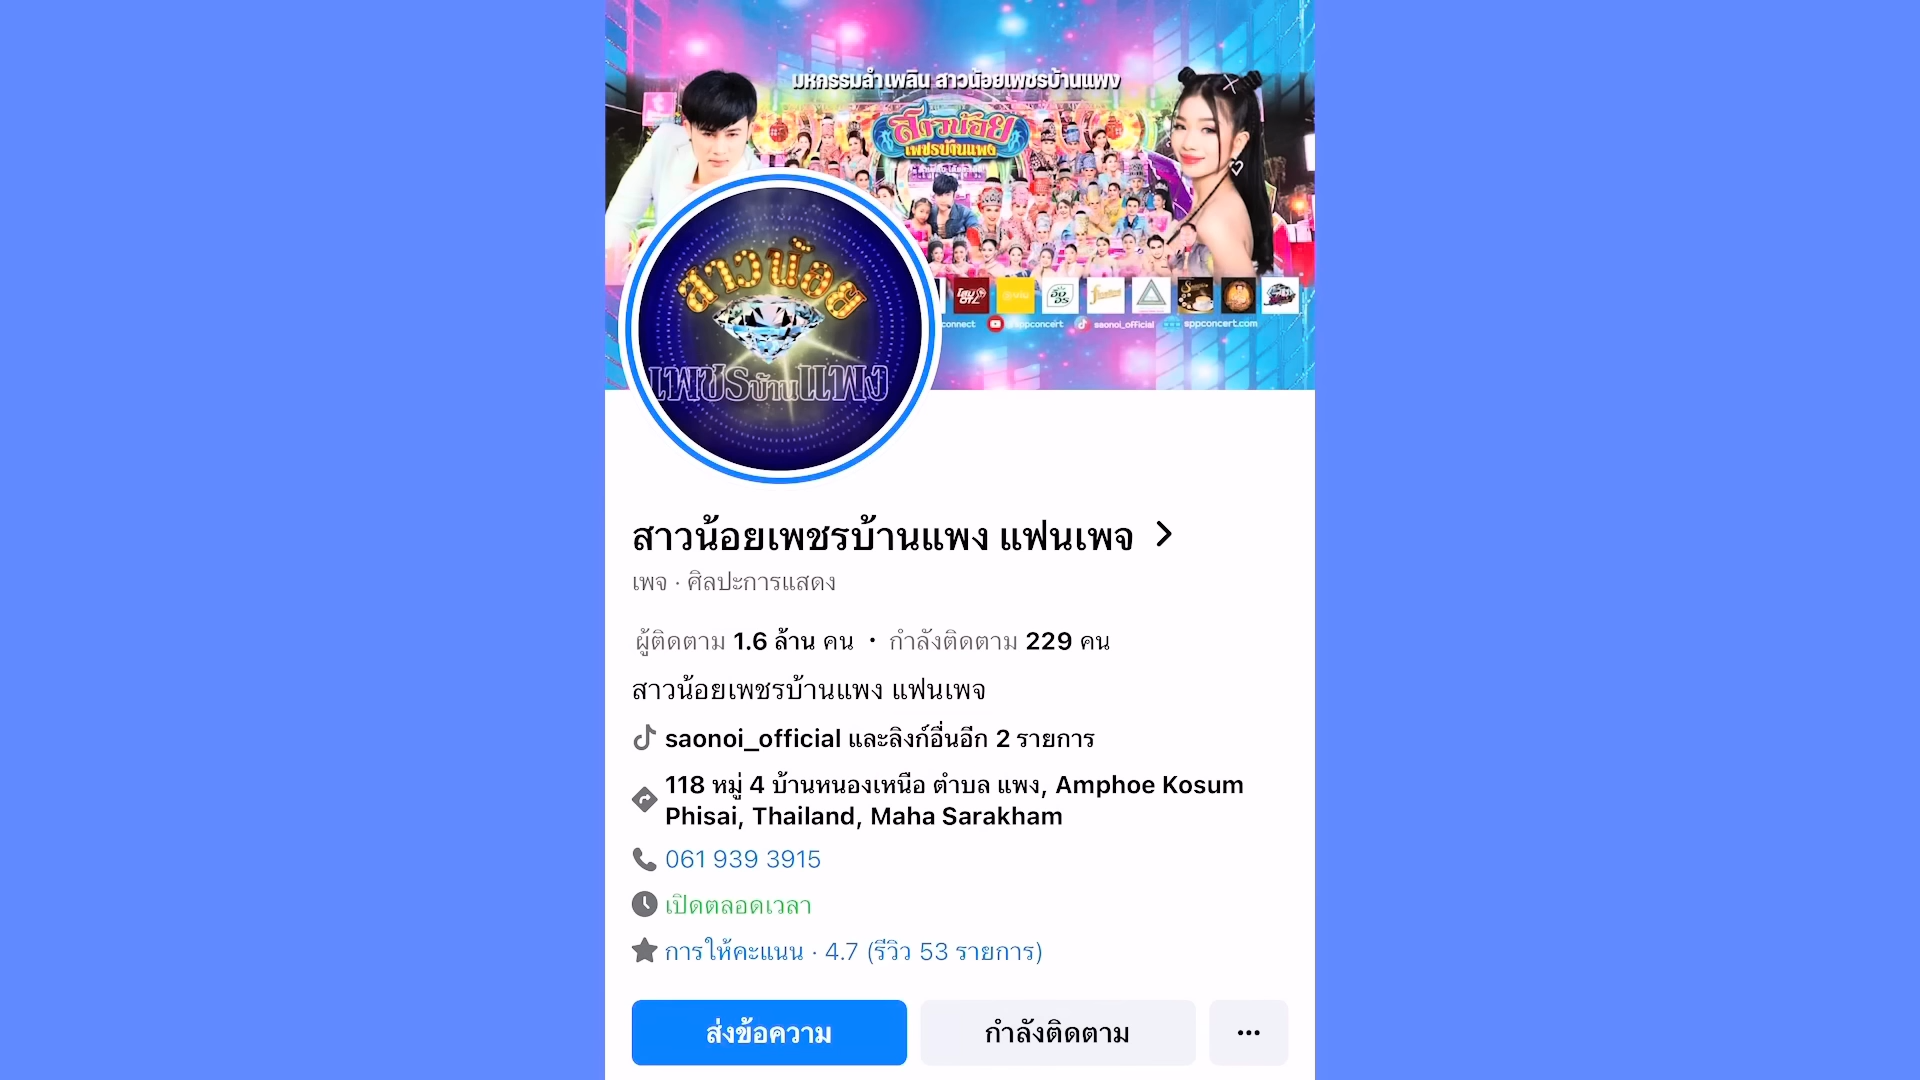 มหกรรมลำเพลิน สาวน้อยเพชรบ้านแพง
สาวน้อย
เพชรบ้านแพง
connect
sppconcert
saonoi_official
sppconcert.com
สาวน้อย
เพชรบ้านแพง
สาวน้อยเพชรบ้านแพง แฟนเพจ
เพจ · ศิลปะการแสดง
ผู้ติดตาม 1.6 ล้าน คน · กำลังติดตาม 229 คน
สาวน้อยเพชรบ้านแพง แฟนเพจ
saonoi_official และลิงก์อื่นอีก 2 รายการ
118 หมู่ 4 บ้านหนองเหนือ ตำบล แพง, Amphoe Kosum
Phisai, Thailand, Maha Sarakham
061 939 3915
เปิดตลอดเวลา
การให้คะแนน · 4.7 (รีวิว 53 รายการ)
ส่งข้อความ
กำลังติดตาม